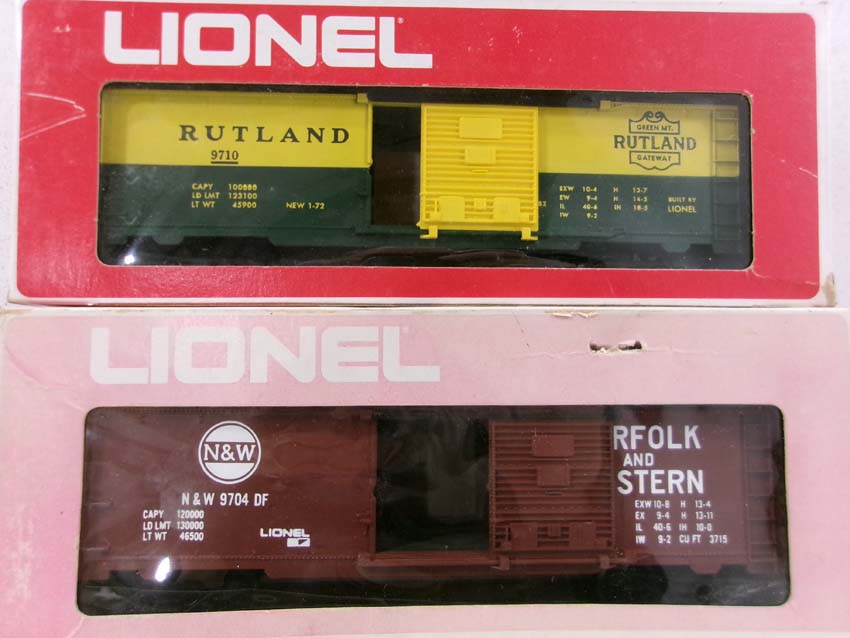 LIONEL
RUTLAND
9710
CAPY 100888
LD LMT 123100
LT WT 45900 NEW 1-72
GREEN MT.
RUTLAND
GATEWAY
EXW 10-4 H 13-7
EW 9-4 H 14-5
IL 40-6 IH 18-5
IW 9-2
BUILT BY
LIONEL
LIONEL
N&W
N & W 9704 DF
CAPY 120000
LD LMT 130000
LT WT 46500
LIONEL
RFOLK
AND
STERN
EXW 10-8 H 13-4
EX 9-4 H 13-11
IL 40-6 IH 10-0
IW 9-2 CU FT 3715